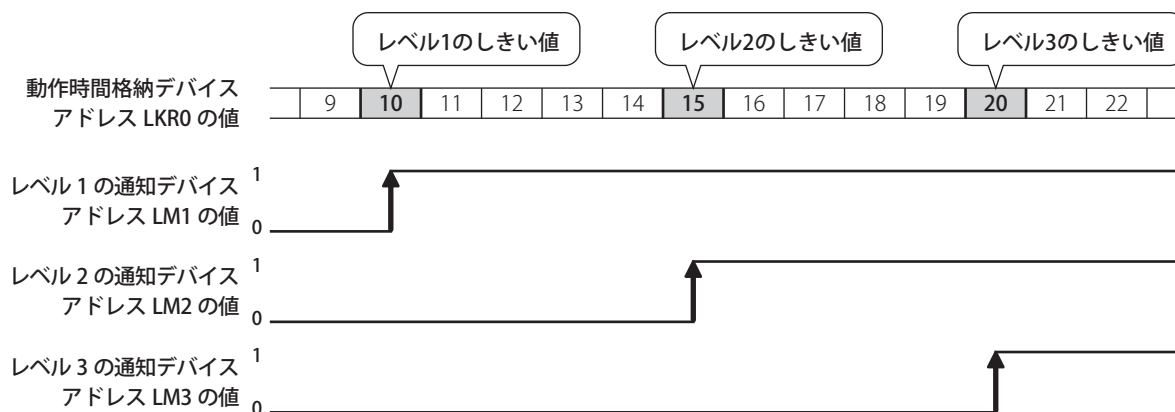 レベル1のしきい値 レベル2のしきい値 レベル3のしきい値
動作時間格納デバイス
アドレス LKR0 の値
9 10 11 12 13 14 15 16 17 18 19 20 21 22
レベル 1 の通知デバイス
アドレス LM1 の値
1
0
レベル 2 の通知デバイス
アドレス LM2 の値
1
0
レベル 3 の通知デバイス
アドレス LM3 の値
1
0